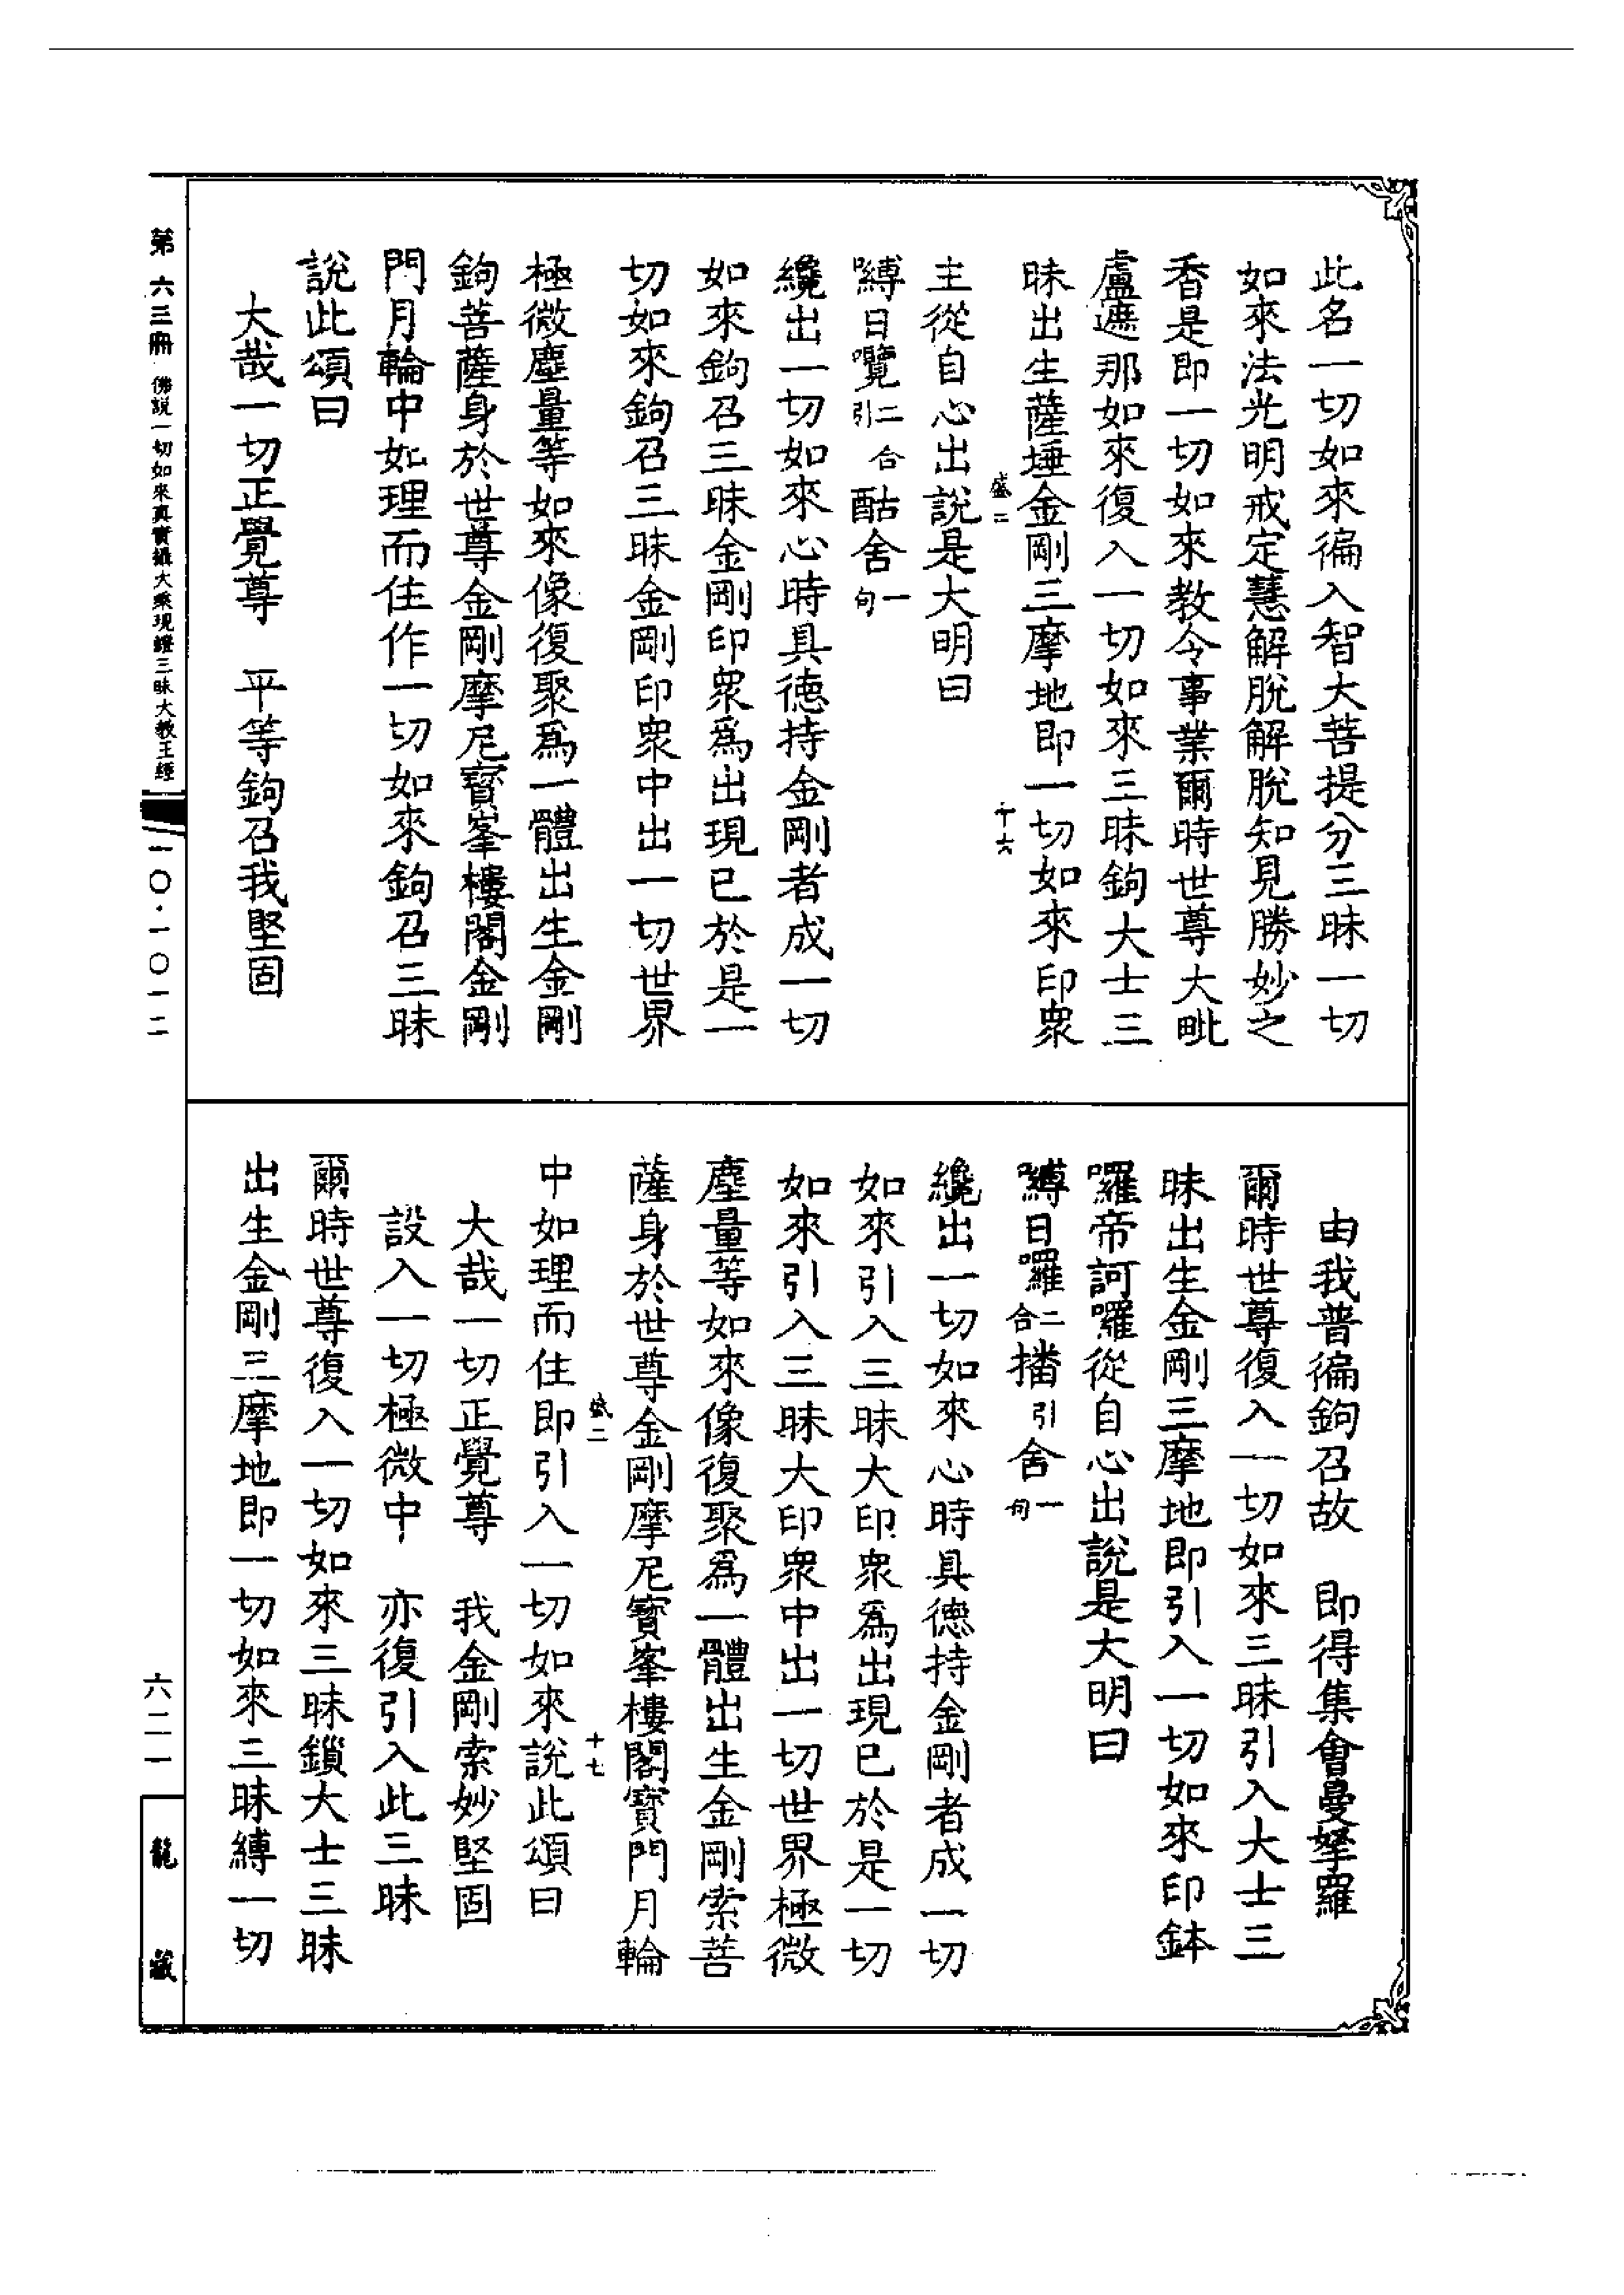 此名一切如來徧入智大菩提分三昧一切
如來法光明戒定慧解脫解脫知見勝妙之
香是即一切如來教令事業爾時世尊大毗
盧遮那如來復入一切如來三昧鉤大士三
昧出生薩埵金剛三摩地即一切如來印衆
盛二 十六
主從自心出說是大明曰
嚩日囕二合引酤舍一句
纔出一切如來心時具德持金剛者成一切
如來鉤召三昧金剛印衆爲出現已於是一
切如來鉤召三昧金剛印衆中出一切世界
極微塵量等如來像復聚爲一體出生金剛
鉤菩薩身於世尊金剛摩尼寶峯樓閣金剛
門月輪中如理而住作一切如來鉤召三昧
說此頌曰
大哉一切正覺尊 平等鉤召我堅固
由我普徧鉤召故 即得集會曼拏羅
爾時世尊復入一切如來三昧引入大士三
昧出生金剛三摩地即引入一切如來印鉢
囉帝訶囉從自心出說是大明曰
嚩日囉二合播引舍一句
纔出一切如來心時具德持金剛者成一切
如來引入三昧大印衆爲出現已於是一切
如來引入三昧大印衆中出一切世界極微
塵量等如來像復聚爲一體出生金剛索菩
薩身於世尊金剛摩尼寶峯樓閣寶門月輪
盛二 十七
中如理而住即引入一切如來說此頌曰
大哉一切正覺尊 我金剛索妙堅固
設入一切極微中 亦復引入此三昧
爾時世尊復入一切如來三昧鎖大士三昧
出生金剛三摩地即一切如來三昧縛一切
第六三冊 佛說一切如來真實攝大乘現證三昧大教王經 一〇·一〇一二
六二一
龍藏